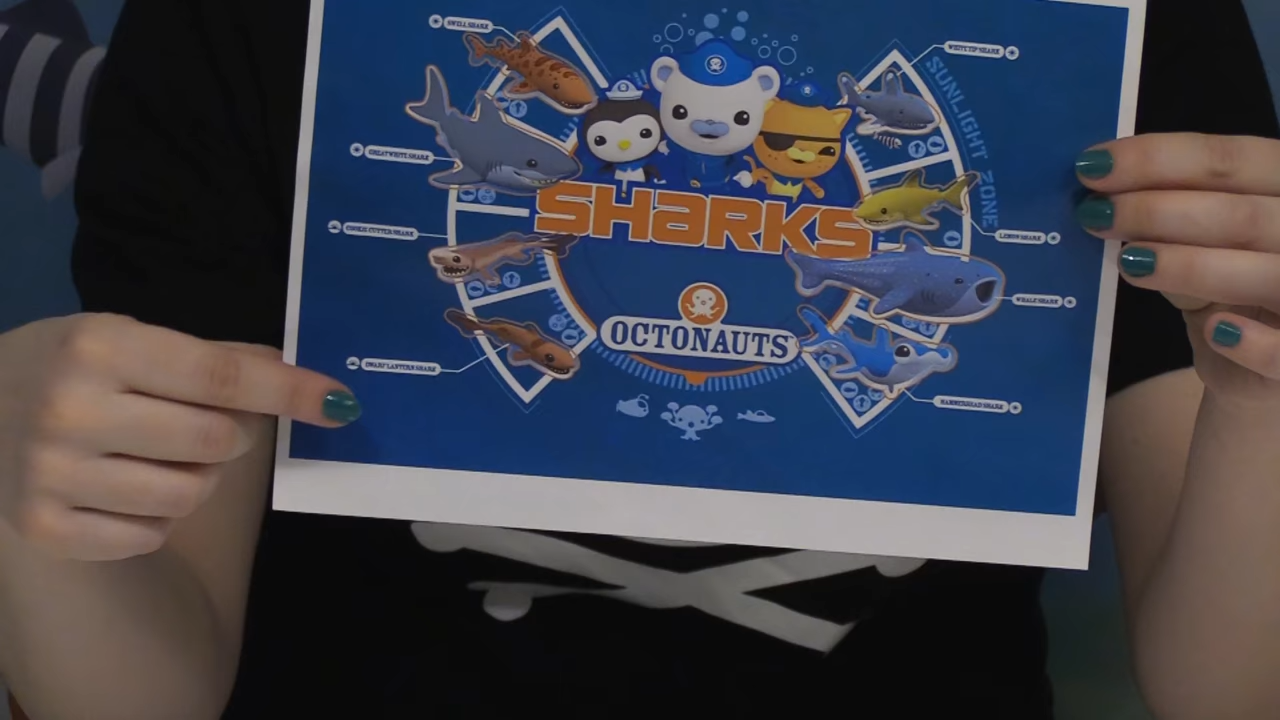 SWELL SHARK
WHITETIP SHARK
SUNLIGHT ZONE
GREAT WHITE SHARK
SHARKS
COOKIE CUTTER SHARK
LEMON SHARK
WHALE SHARK
OCTONAUTS
DWARF LANTERN SHARK
HAMMERHEAD SHARK